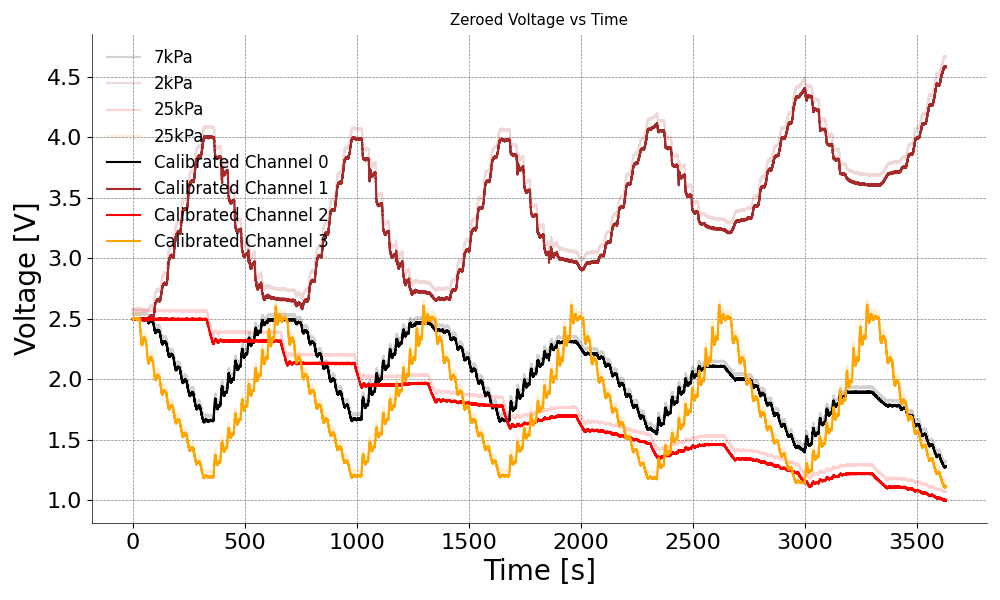 Zeroed Voltage vs Time
7kPa
2kPa
25kPa
25kPa
Calibrated Channel 0
Calibrated Channel 1
Calibrated Channel 2
Calibrated Channel 3
Voltage [V]
4.5
4.0
3.5
3.0
2.5
2.0
1.5
1.0
0 500 1000 1500 2000 2500 3000 3500
Time [s]